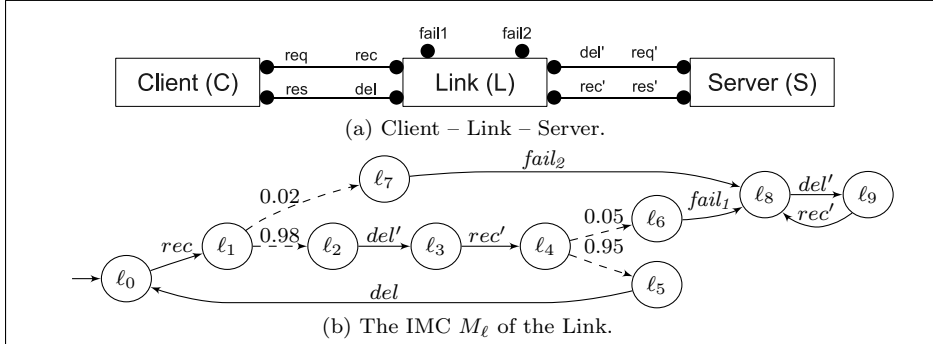 fail1 fail2
req rec del' req'
Client (C) Link (L) Server (S)
res del rec' res'
(a) Client – Link – Server.
fail₂
ℓ₇
0.02
ℓ₈ del' ℓ₉
rec'
fail₁
0.05
ℓ₆
rec ℓ₁ 0.98 ℓ₂ del' ℓ₃ rec' ℓ₄
0.95
ℓ₀ ℓ₅
del
(b) The IMC Mℓ of the Link.